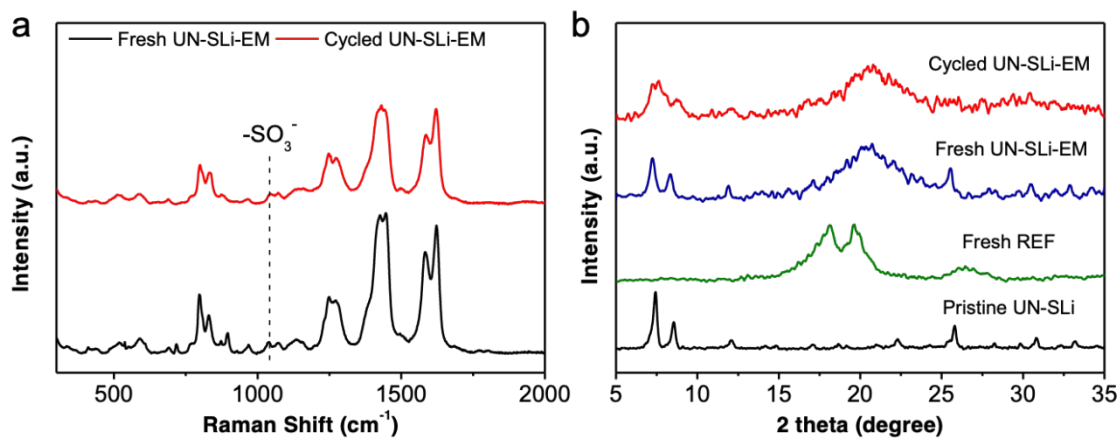 a
Fresh UN-SLi-EM
Cycled UN-SLi-EM
-SO₃⁻
Intensity (a.u.)
500
1000
1500
2000
Raman Shift (cm⁻¹)
b
Cycled UN-SLi-EM
Fresh UN-SLi-EM
Fresh REF
Pristine UN-SLi
Intensity (a.u.)
5
10
15
20
25
30
35
2 theta (degree)